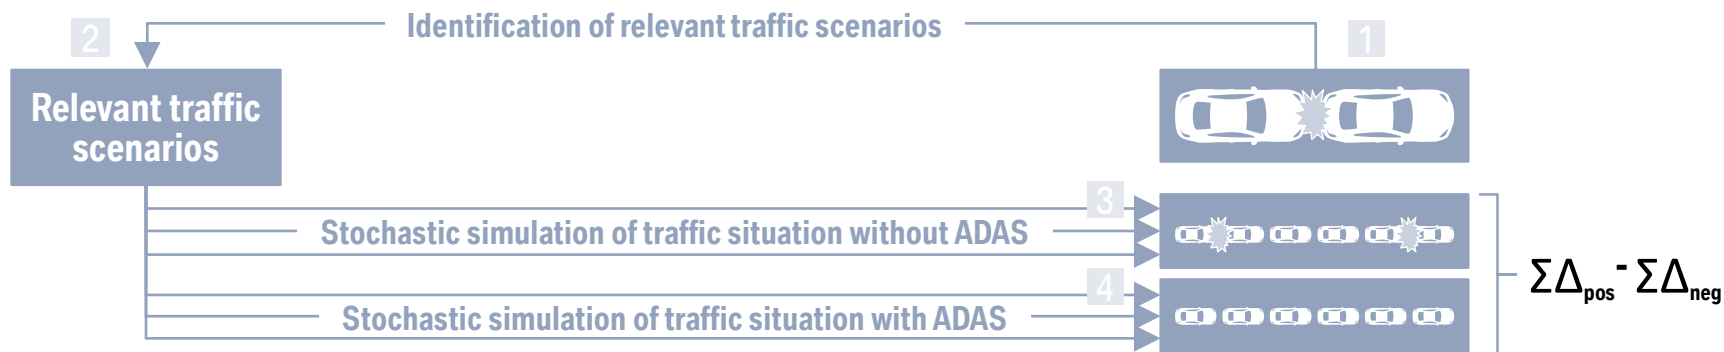 2
Identification of relevant traffic scenarios
1
Relevant traffic
scenarios
3
Stochastic simulation of traffic situation without ADAS
4
Stochastic simulation of traffic situation with ADAS
ΣΔpos - ΣΔneg